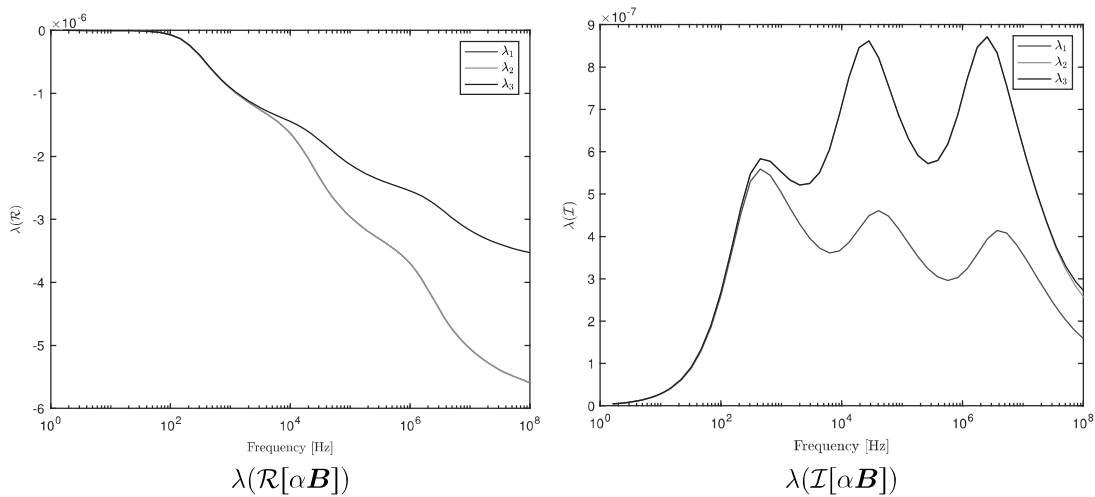 ×10⁻⁶
0
-1
-2
-3
-4
-5
-6
λ(ℛ)
λ₁
λ₂
λ₃
10⁰ 10² 10⁴ 10⁶ 10⁸
Frequency [Hz]
λ(ℛ[αB])
×10⁻⁷
9
8
7
6
5
4
3
2
1
0
λ(ℐ)
λ₁
λ₂
λ₃
10⁰ 10² 10⁴ 10⁶ 10⁸
Frequency [Hz]
λ(ℐ[αB])